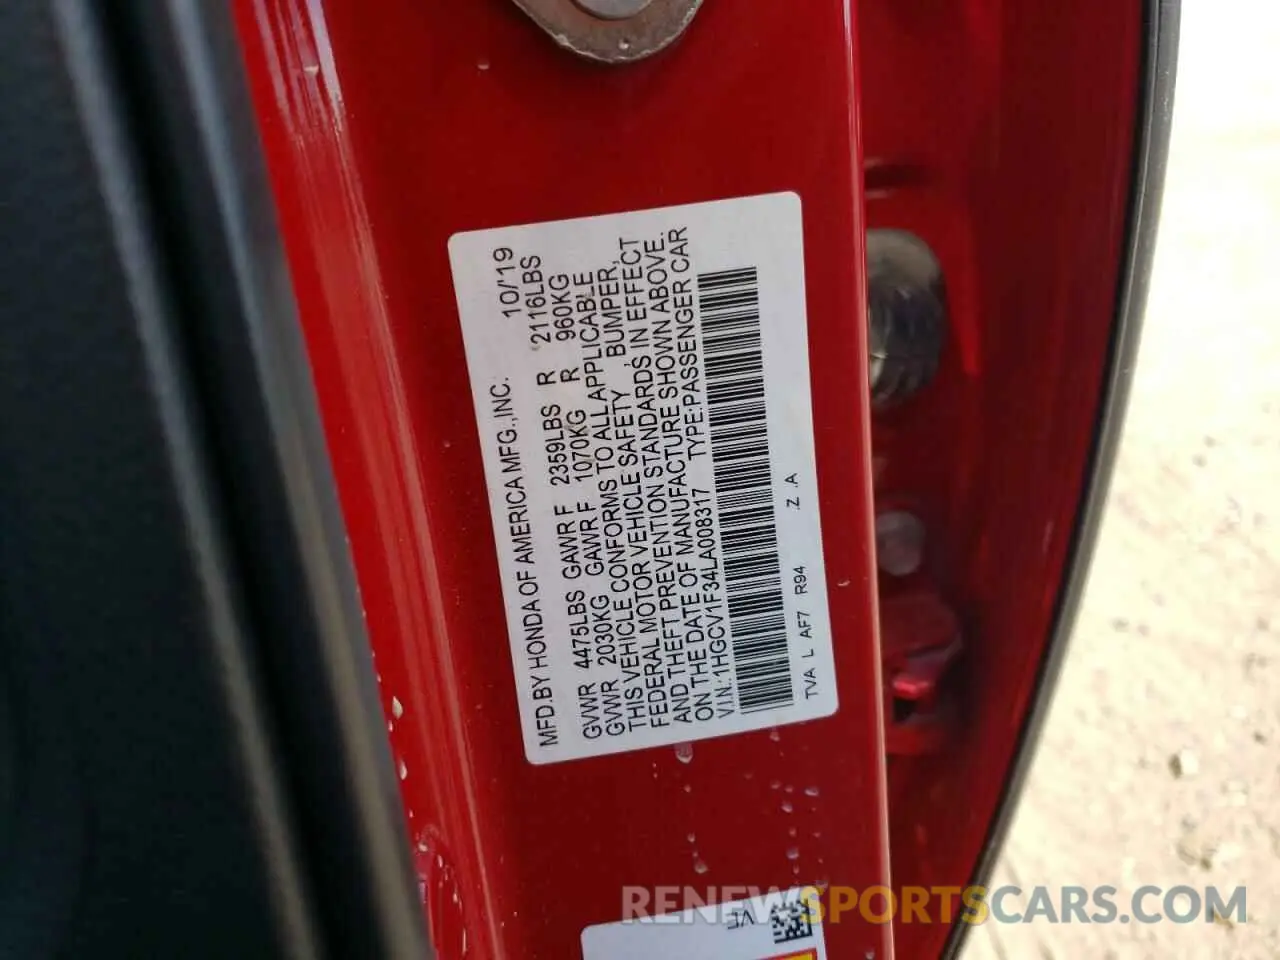 MFD.BY HONDA OF AMERICA MFG.,INC. 10/'19
GVWR 4475LBS GAWR F 2359LBS R 2116LBS
GVWR 2030KG GAWR F 1070KG R 960KG
THIS VEHICLE CONFORMS TO ALL APPLICABLE
FEDERAL MOTOR VEHICLE SAFETY, BUMPER,
AND THEFT PREVENTION STANDARDS IN EFFECT
ON THE DATE OF MANUFACTURE SHOWN ABOVE.
V.I.N.:1HGCV1F34LA008317 TYPE:PASSENGER CAR
TVA L AF7 R94 Z A
VE
RENEWSPORTSCARS.COM